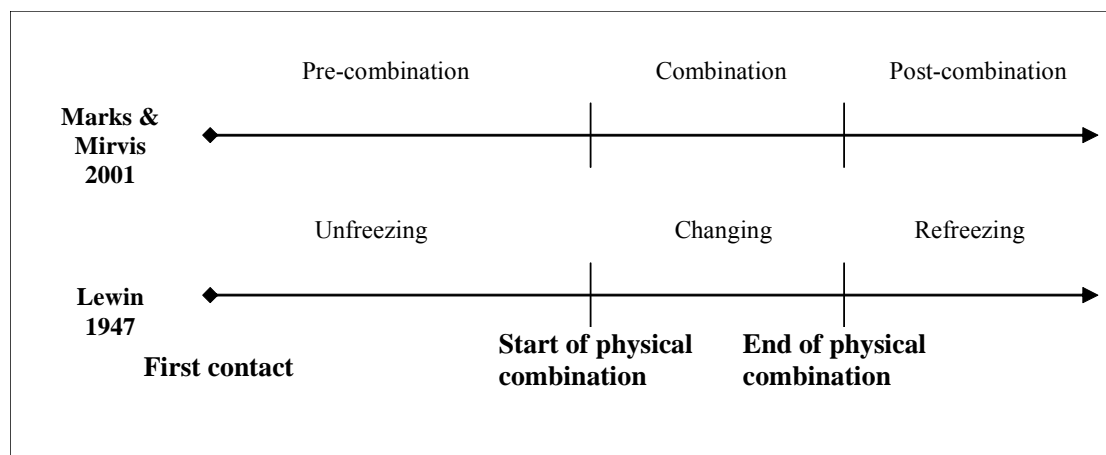 Pre-combination Combination Post-combination
Marks &
Mirvis
2001
Unfreezing Changing Refreezing
Lewin
1947
First contact
Start of physical
combination
End of physical
combination